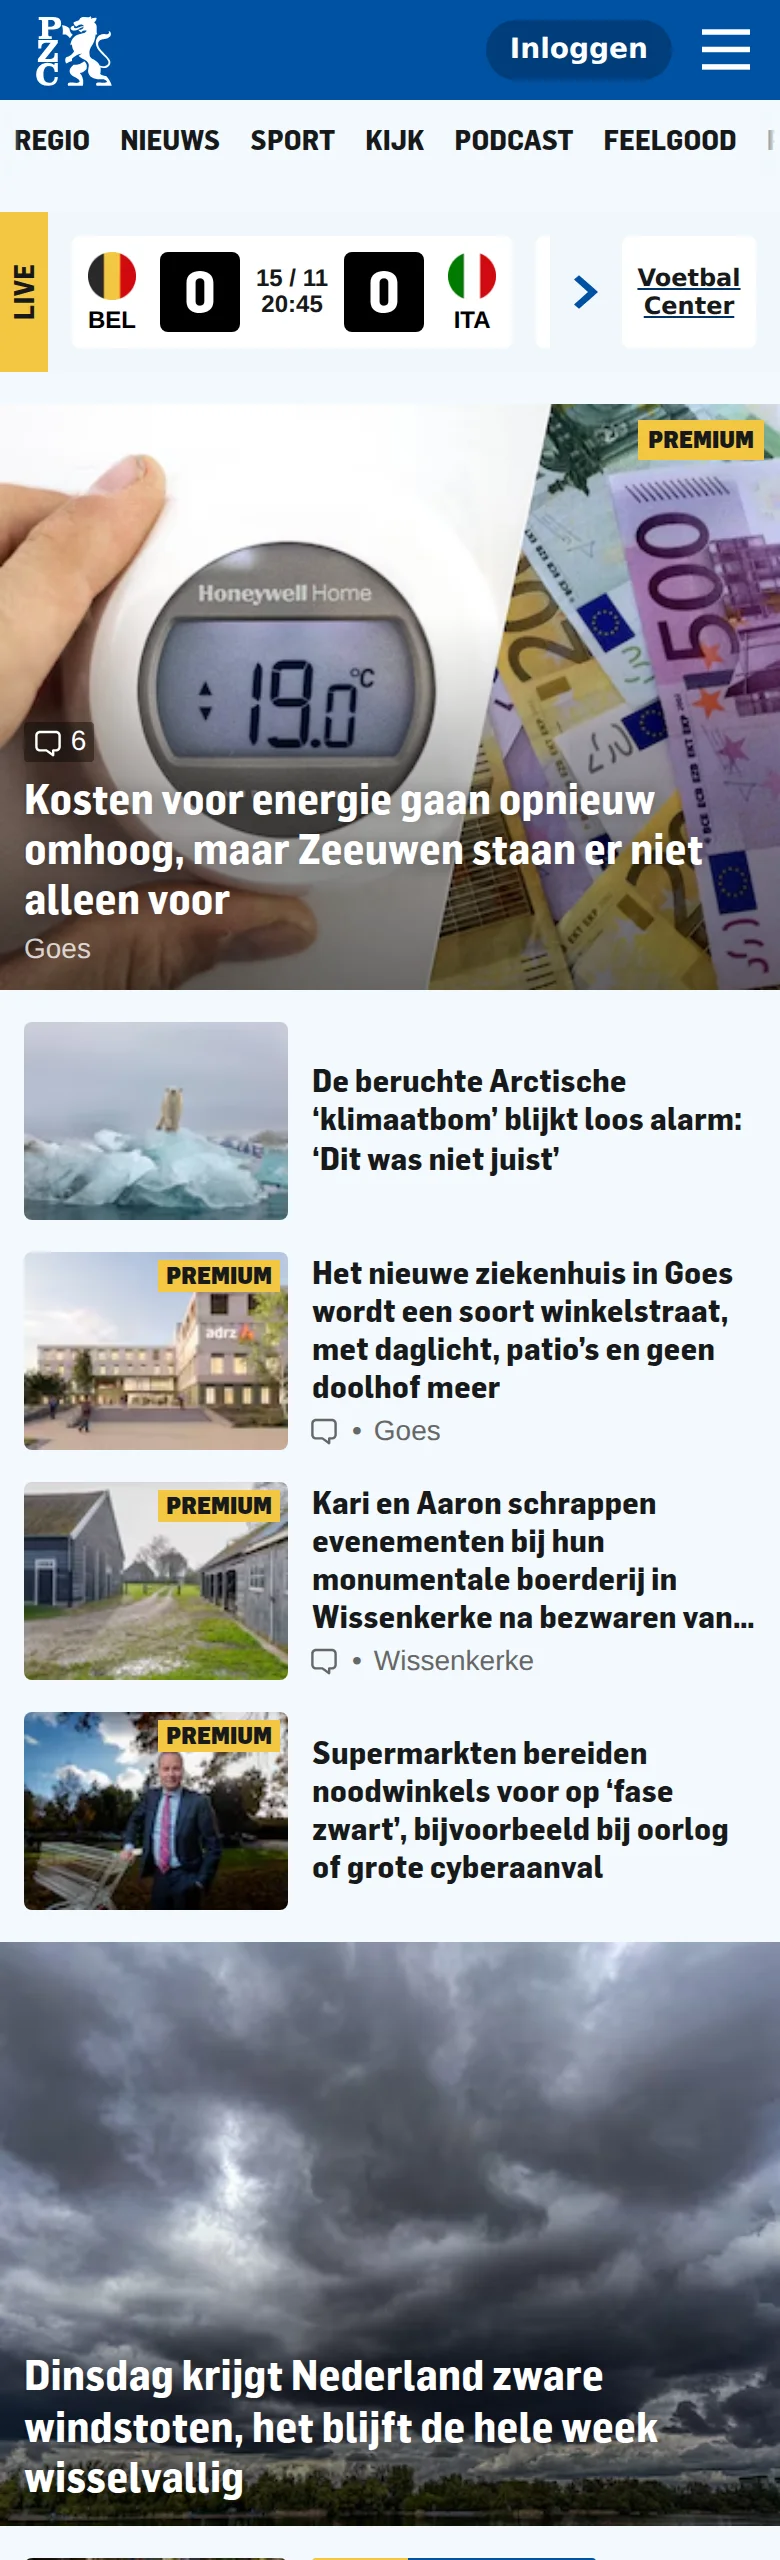 PZC
Inloggen
REGIO NIEUWS SPORT KIJK PODCAST FEELGOOD
LIVE
BEL
0
15 / 11
20:45
0
ITA
Voetbal
Center
PREMIUM
Honeywell Home
19.0 °C
500
200
6
Kosten voor energie gaan opnieuw
omhoog, maar Zeeuwen staan er niet
alleen voor
Goes
De beruchte Arctische
‘klimaatbom’ blijkt loos alarm:
‘Dit was niet juist’
PREMIUM
adrz
Het nieuwe ziekenhuis in Goes
wordt een soort winkelstraat,
met daglicht, patio’s en geen
doolhof meer
• Goes
PREMIUM
Kari en Aaron schrappen
evenementen bij hun
monumentale boerderij in
Wissenkerke na bezwaren van...
• Wissenkerke
PREMIUM
Supermarkten bereiden
noodwinkels voor op ‘fase
zwart’, bijvoorbeeld bij oorlog
of grote cyberaanval
Dinsdag krijgt Nederland zware
windstoten, het blijft de hele week
wisselvallig